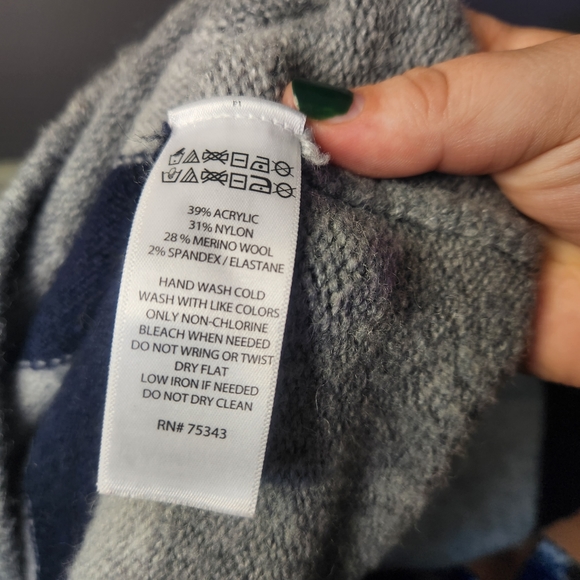 39% ACRYLIC
31% NYLON
28 % MERINO WOOL
2% SPANDEX / ELASTANE
HAND WASH COLD
WASH WITH LIKE COLORS
ONLY NON-CHLORINE
BLEACH WHEN NEEDED
DO NOT WRING OR TWIST
DRY FLAT
LOW IRON IF NEEDED
DO NOT DRY CLEAN
RN# 75343